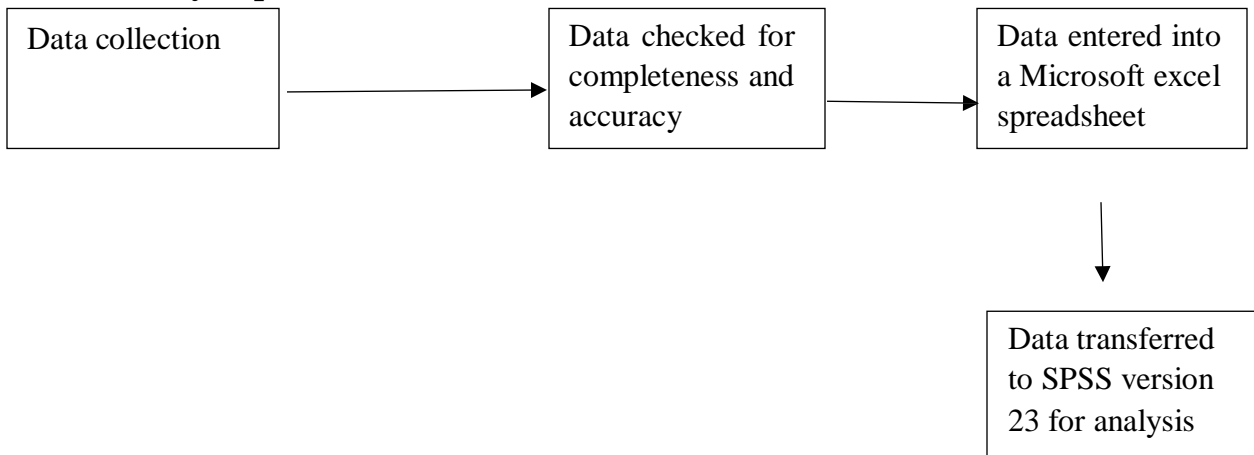 Data collection
Data checked for
completeness and
accuracy
Data entered into
a Microsoft excel
spreadsheet
Data transferred
to SPSS version
23 for analysis